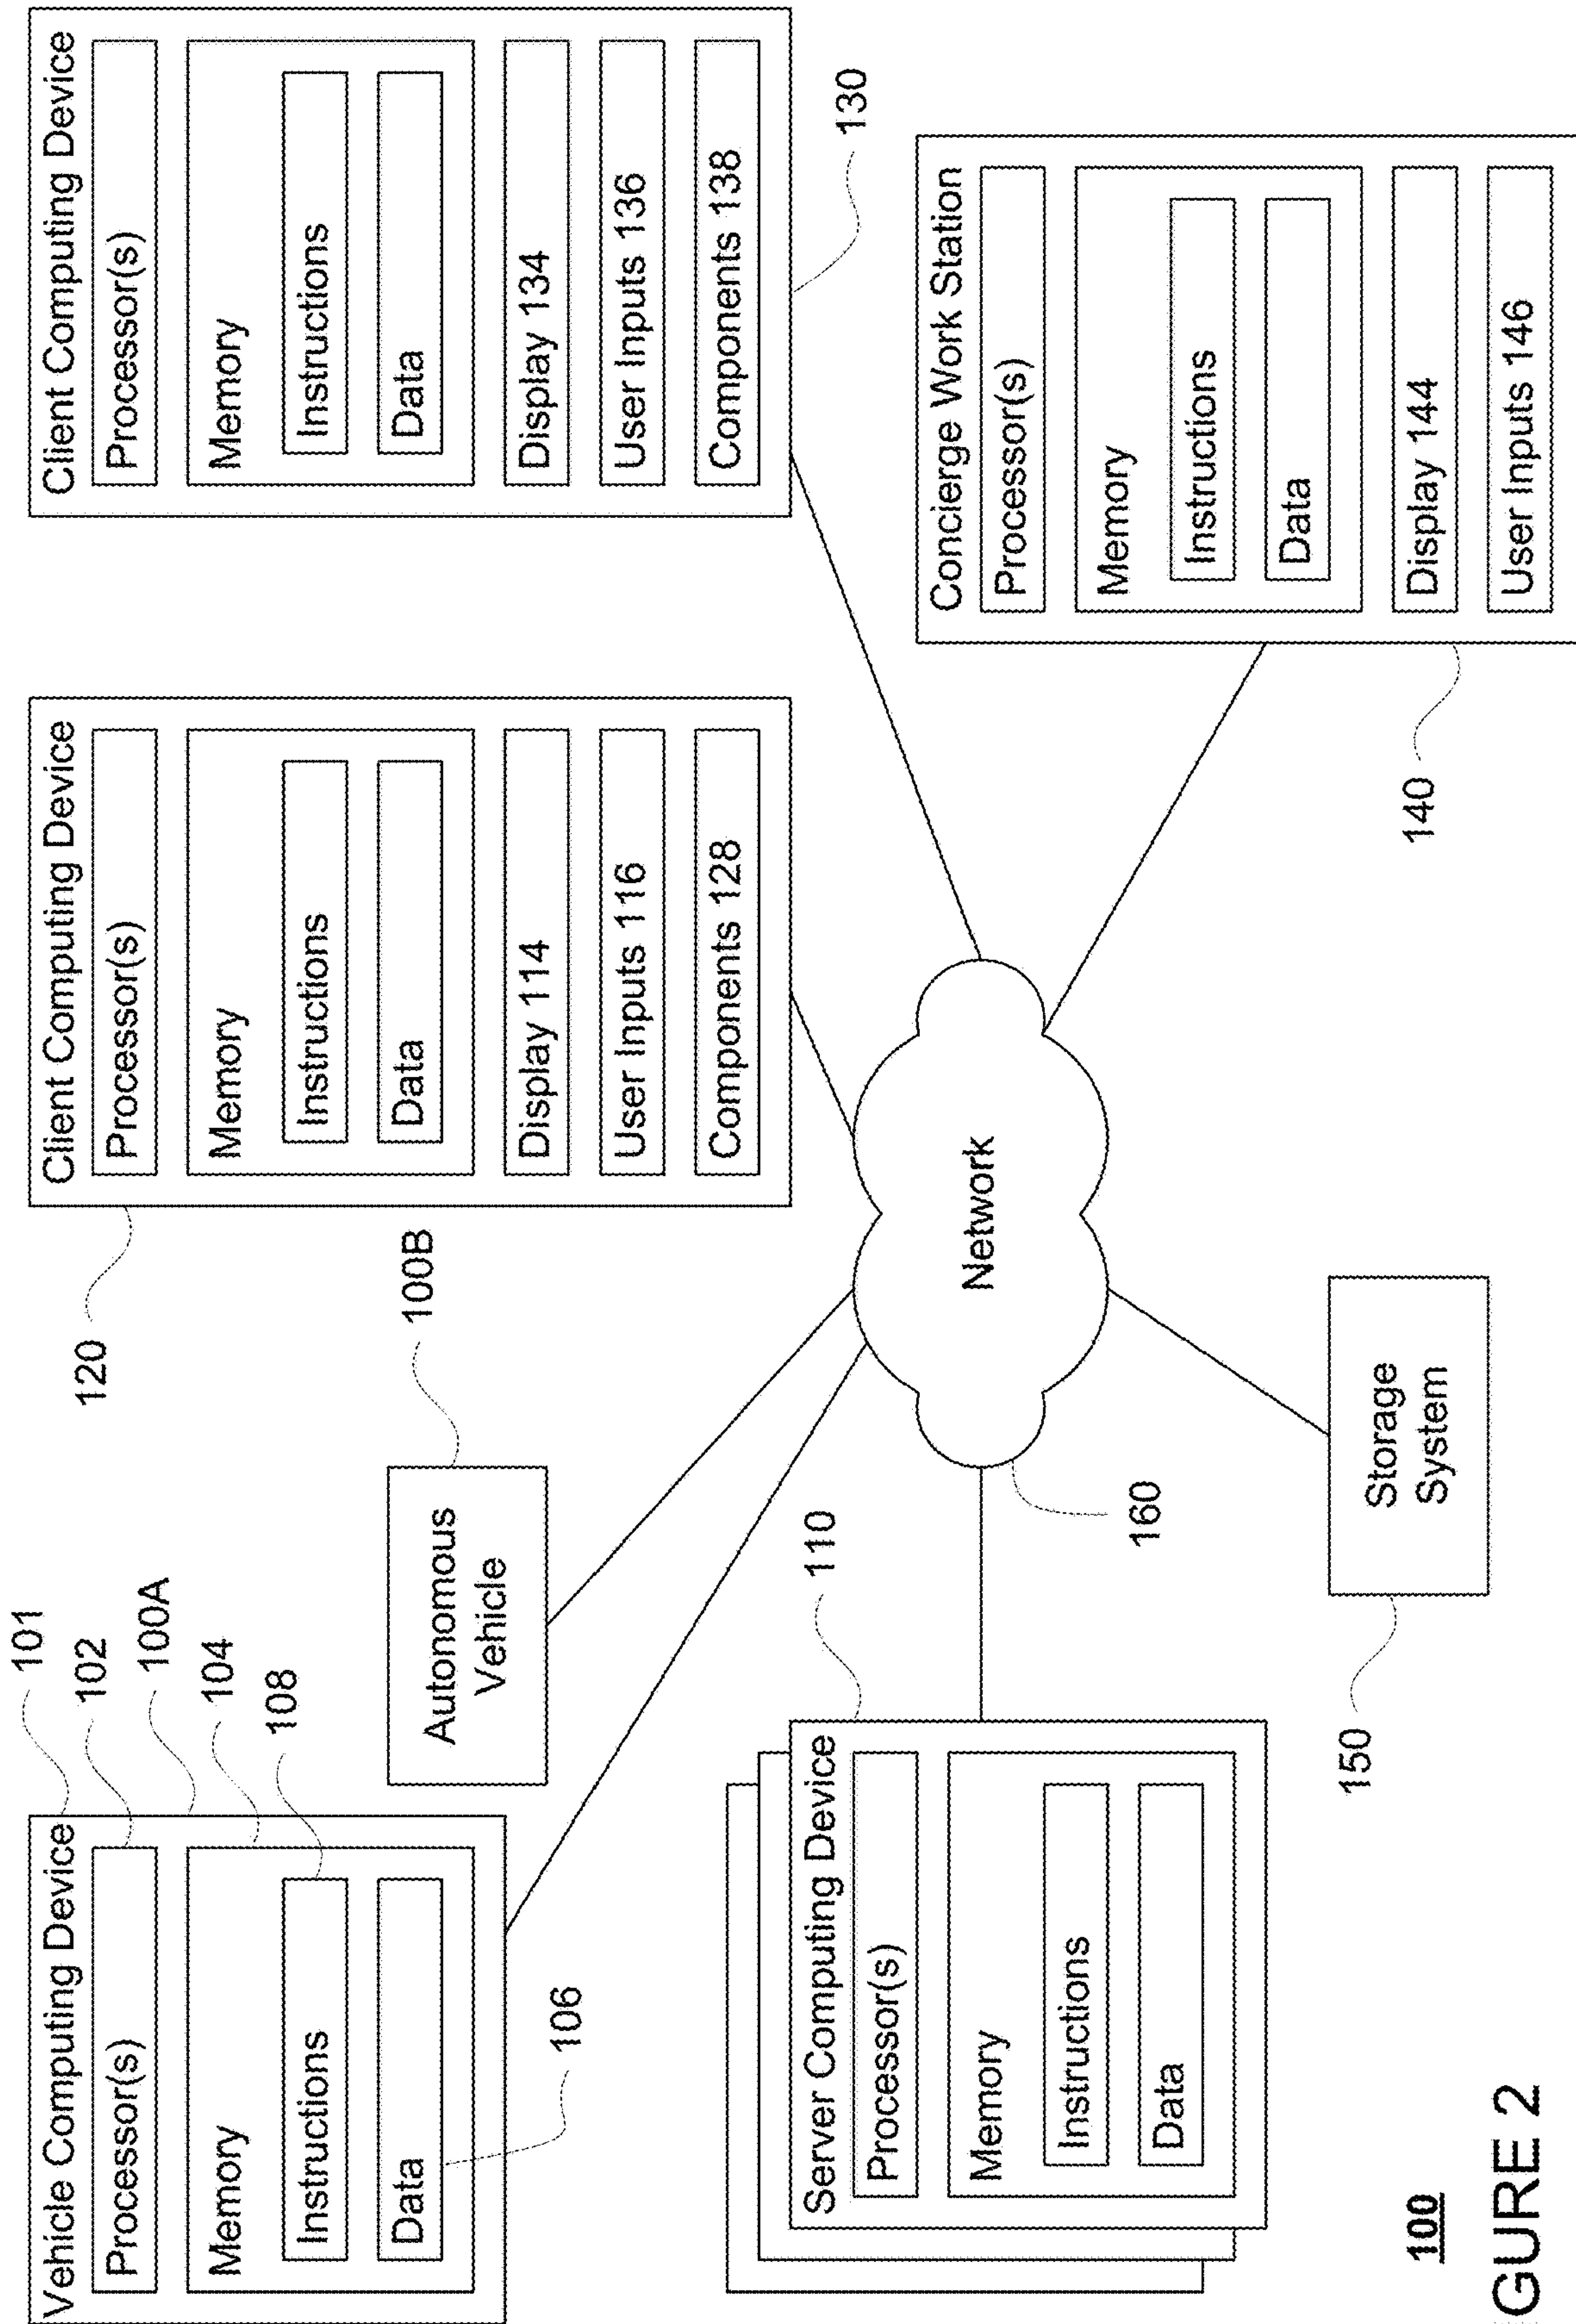 Vehicle Computing Device
Processor(s)
Memory
Instructions
Data
101
102
100A
104
108
106
Autonomous
Vehicle
100B
Client Computing Device
Processor(s)
Memory
Instructions
Data
Display 114
User Inputs 116
Components 128
120
Client Computing Device
Processor(s)
Memory
Instructions
Data
Display 134
User Inputs 136
Components 138
130
Server Computing Device
Processor(s)
Memory
Instructions
Data
110
Network
160
Storage
System
150
Concierge Work Station
Processor(s)
Memory
Instructions
Data
Display 144
User Inputs 146
140
100
GURE 2